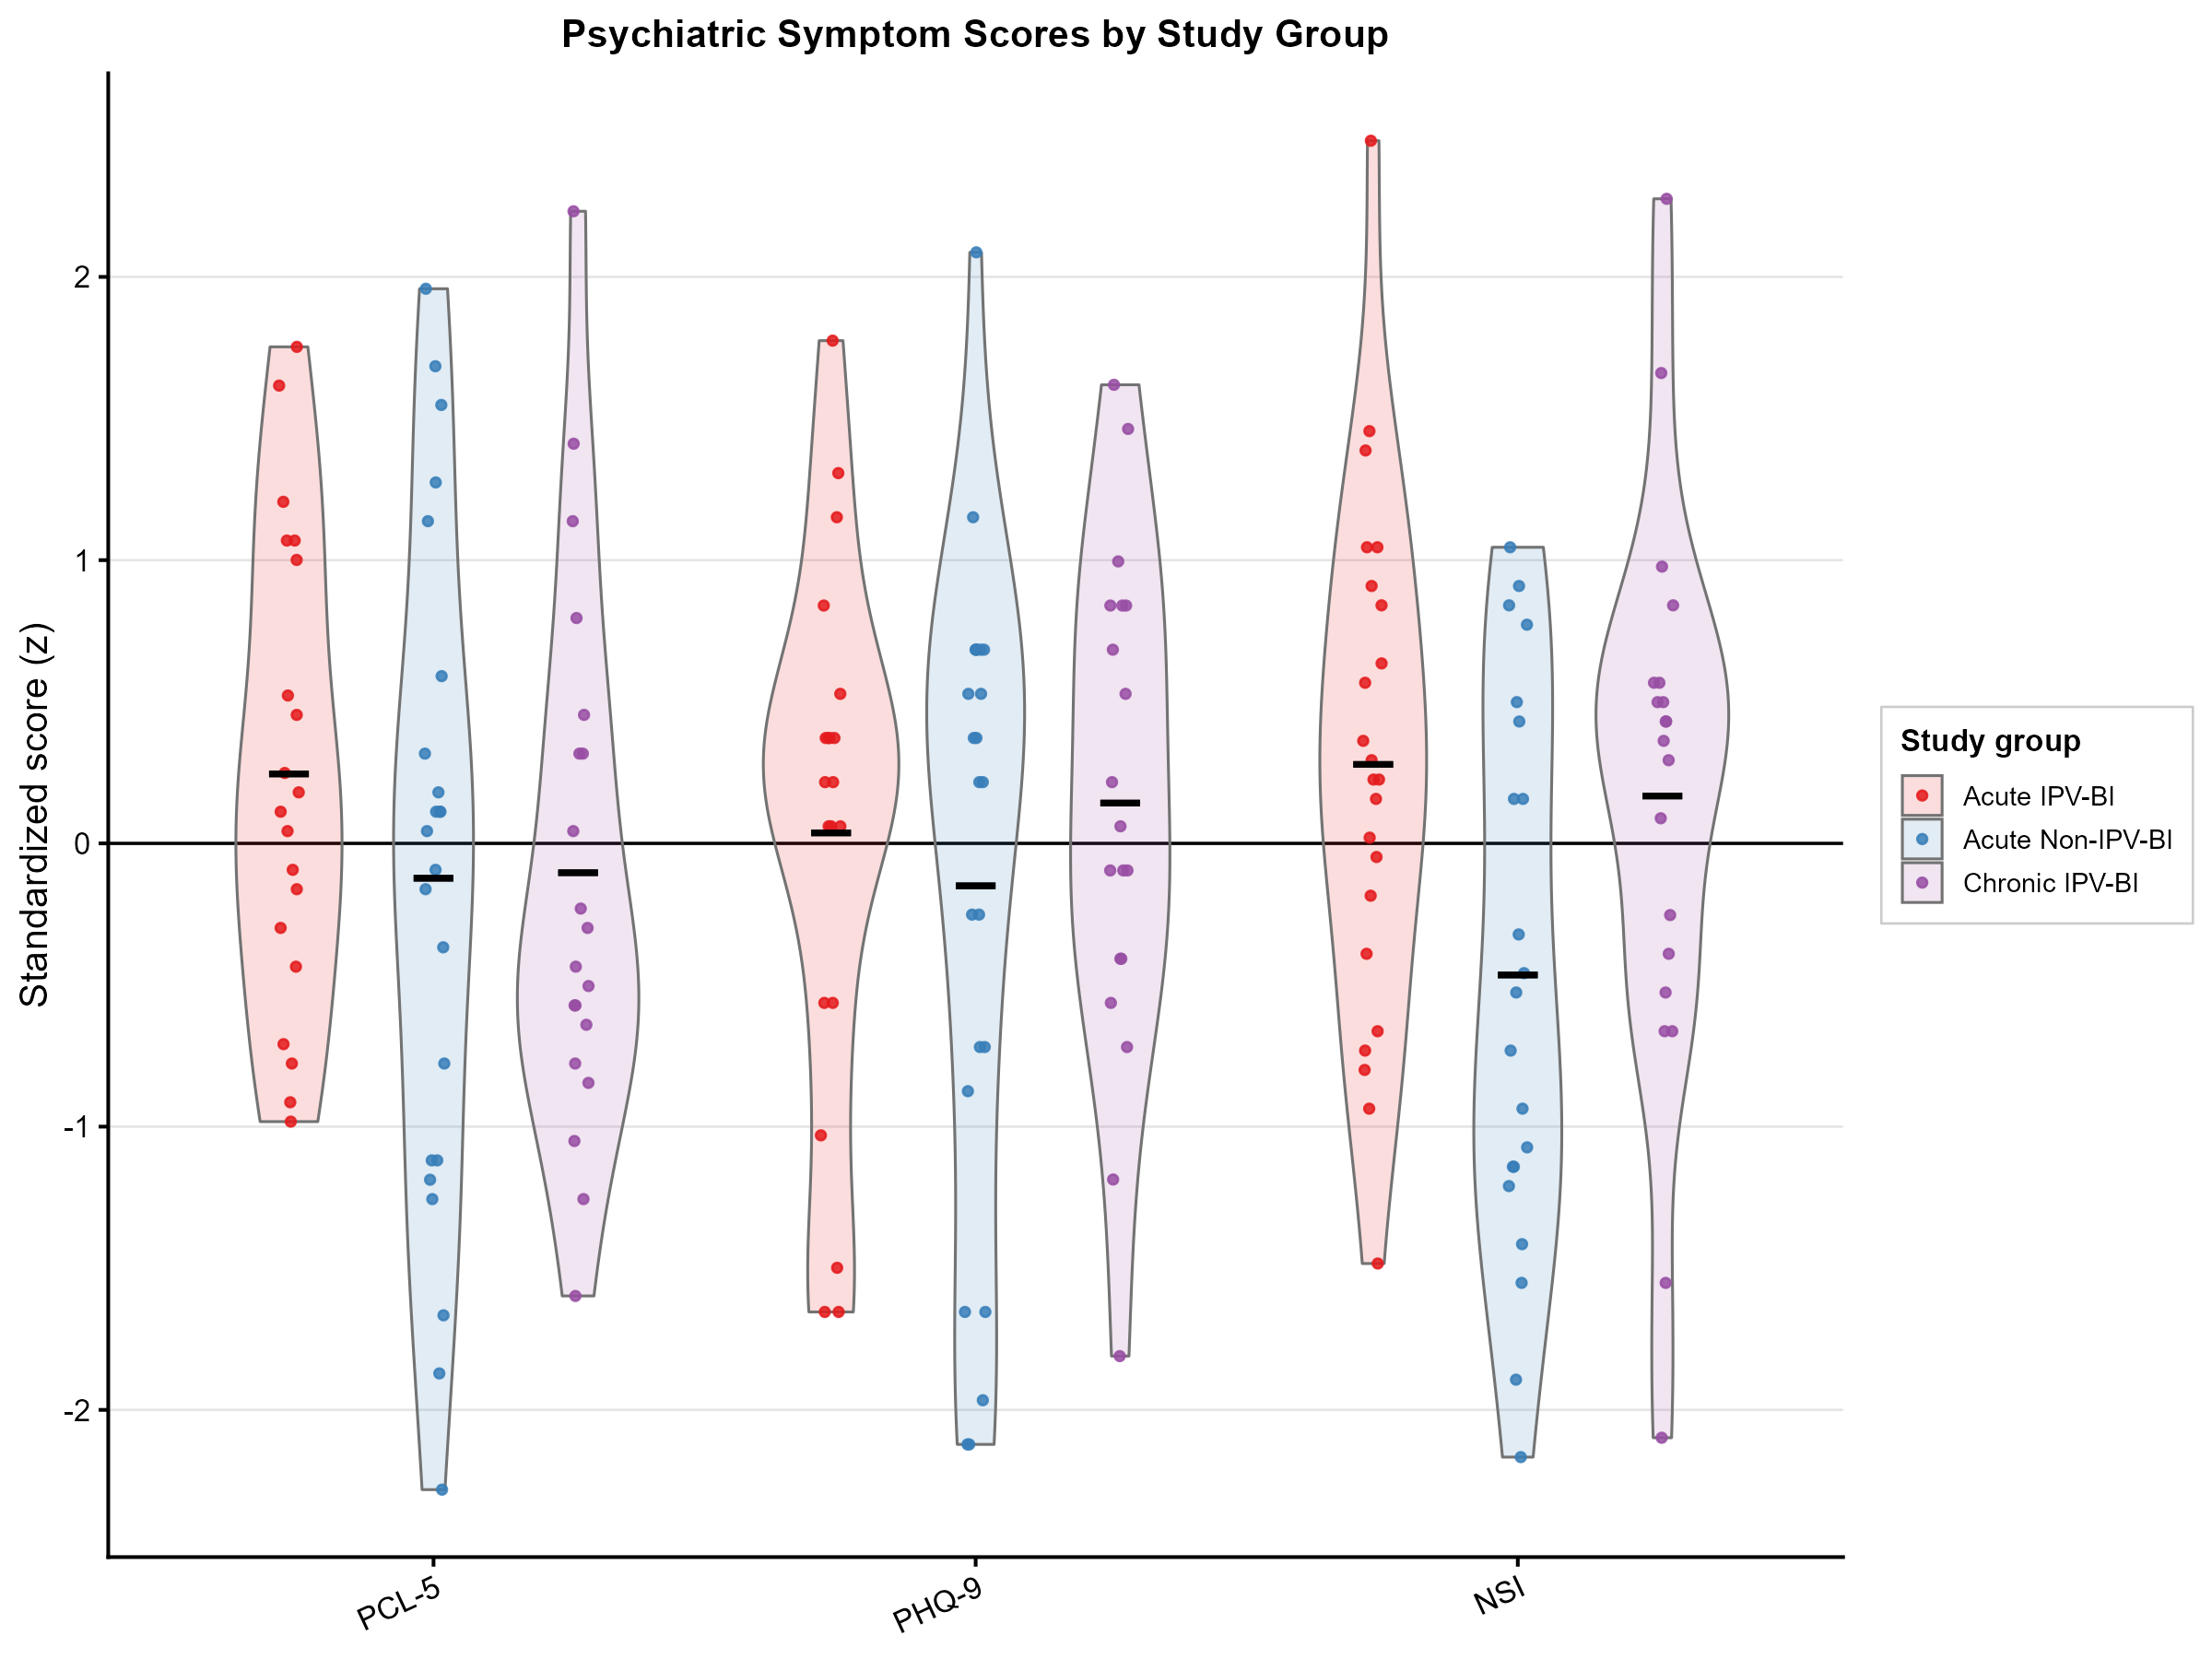 Psychiatric Symptom Scores by Study Group
Standardized score (z)
2
1
0
-1
-2
PCL-5
PHQ-9
NSI
Study group
Acute IPV-BI
Acute Non-IPV-BI
Chronic IPV-BI